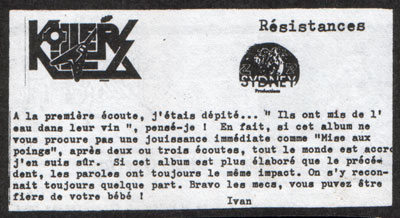 KILLERS
Résistances
SYDNEY
Productions
A la première écoute, j'étais dépité... " Ils ont mis de l'
eau dans leur vin ", pensé-je ! En fait, si cet album ne
vous procure pas une jouissance immédiate comme "Mise aux
poings", après deux ou trois écoutes, tout le monde est accro
j'en suis sûr. Si cet album est plus élaboré que le précé-
dent, les paroles ont toujours le même impact. On s'y recon-
nait toujours quelque part. Bravo les mecs, vous puvez être
fiers de votre bébé !
Ivan